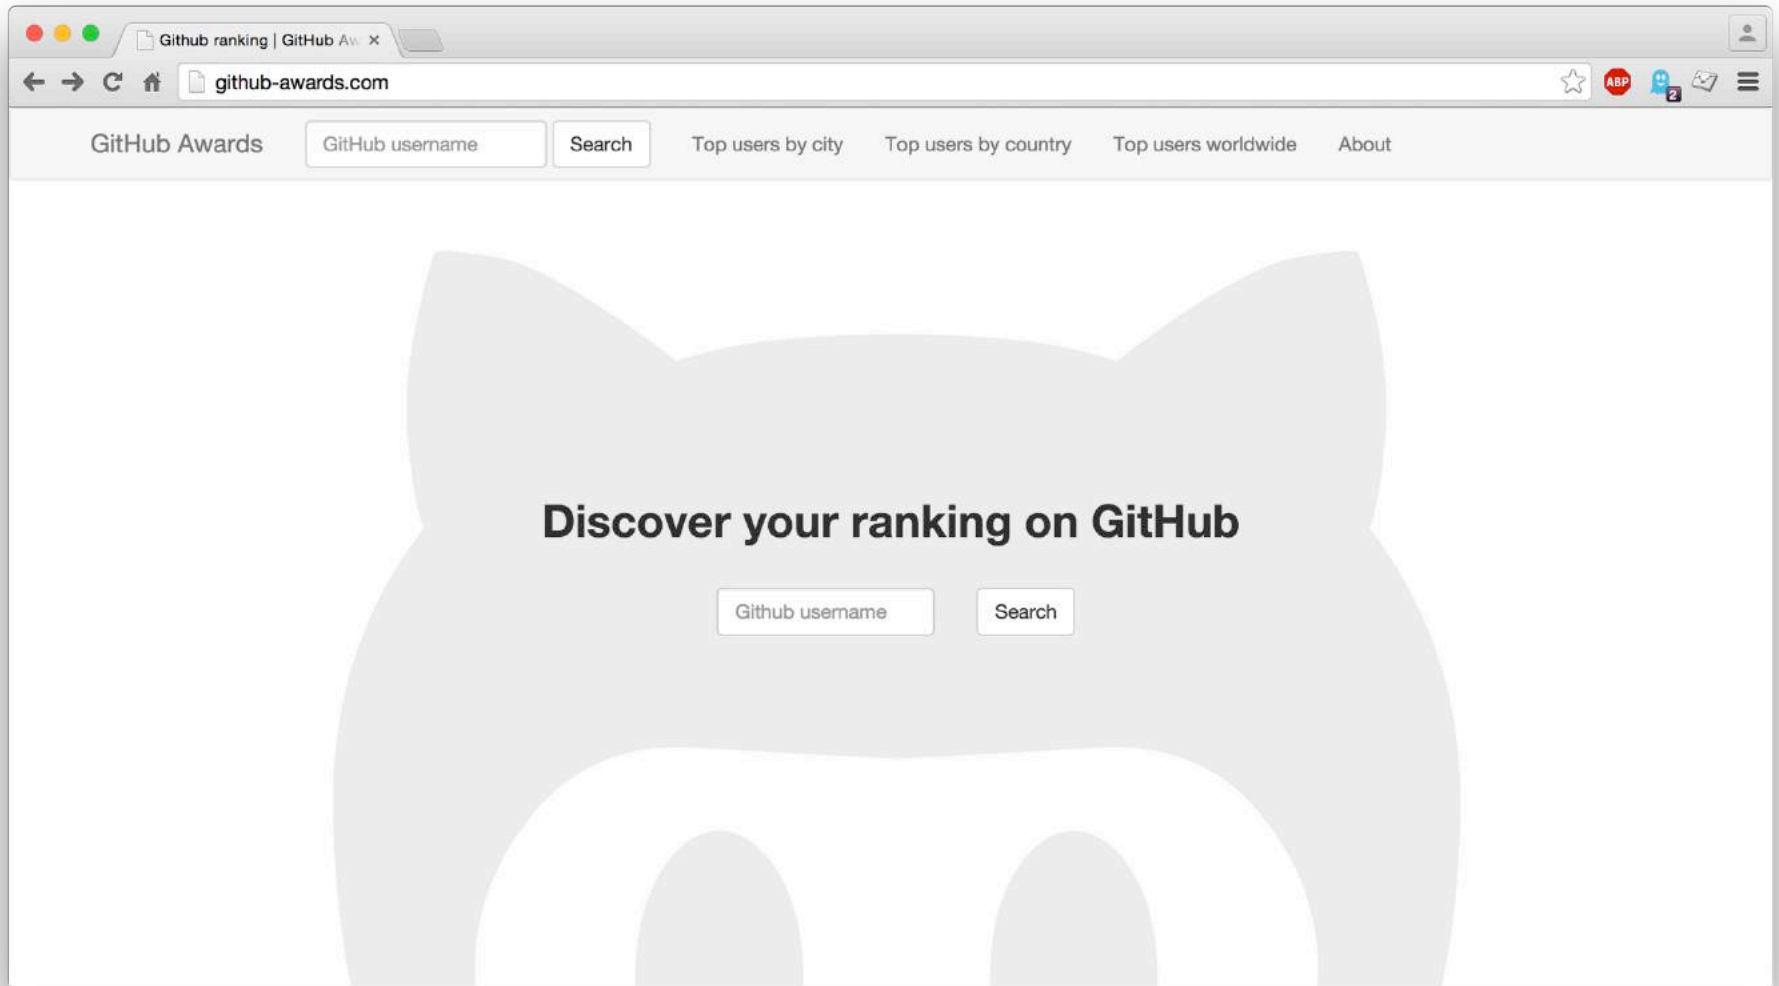 Github ranking | GitHub Aw
github-awards.com
ABP
2
GitHub Awards
GitHub username
Search
Top users by city
Top users by country
Top users worldwide
About
Discover your ranking on GitHub
Github username
Search